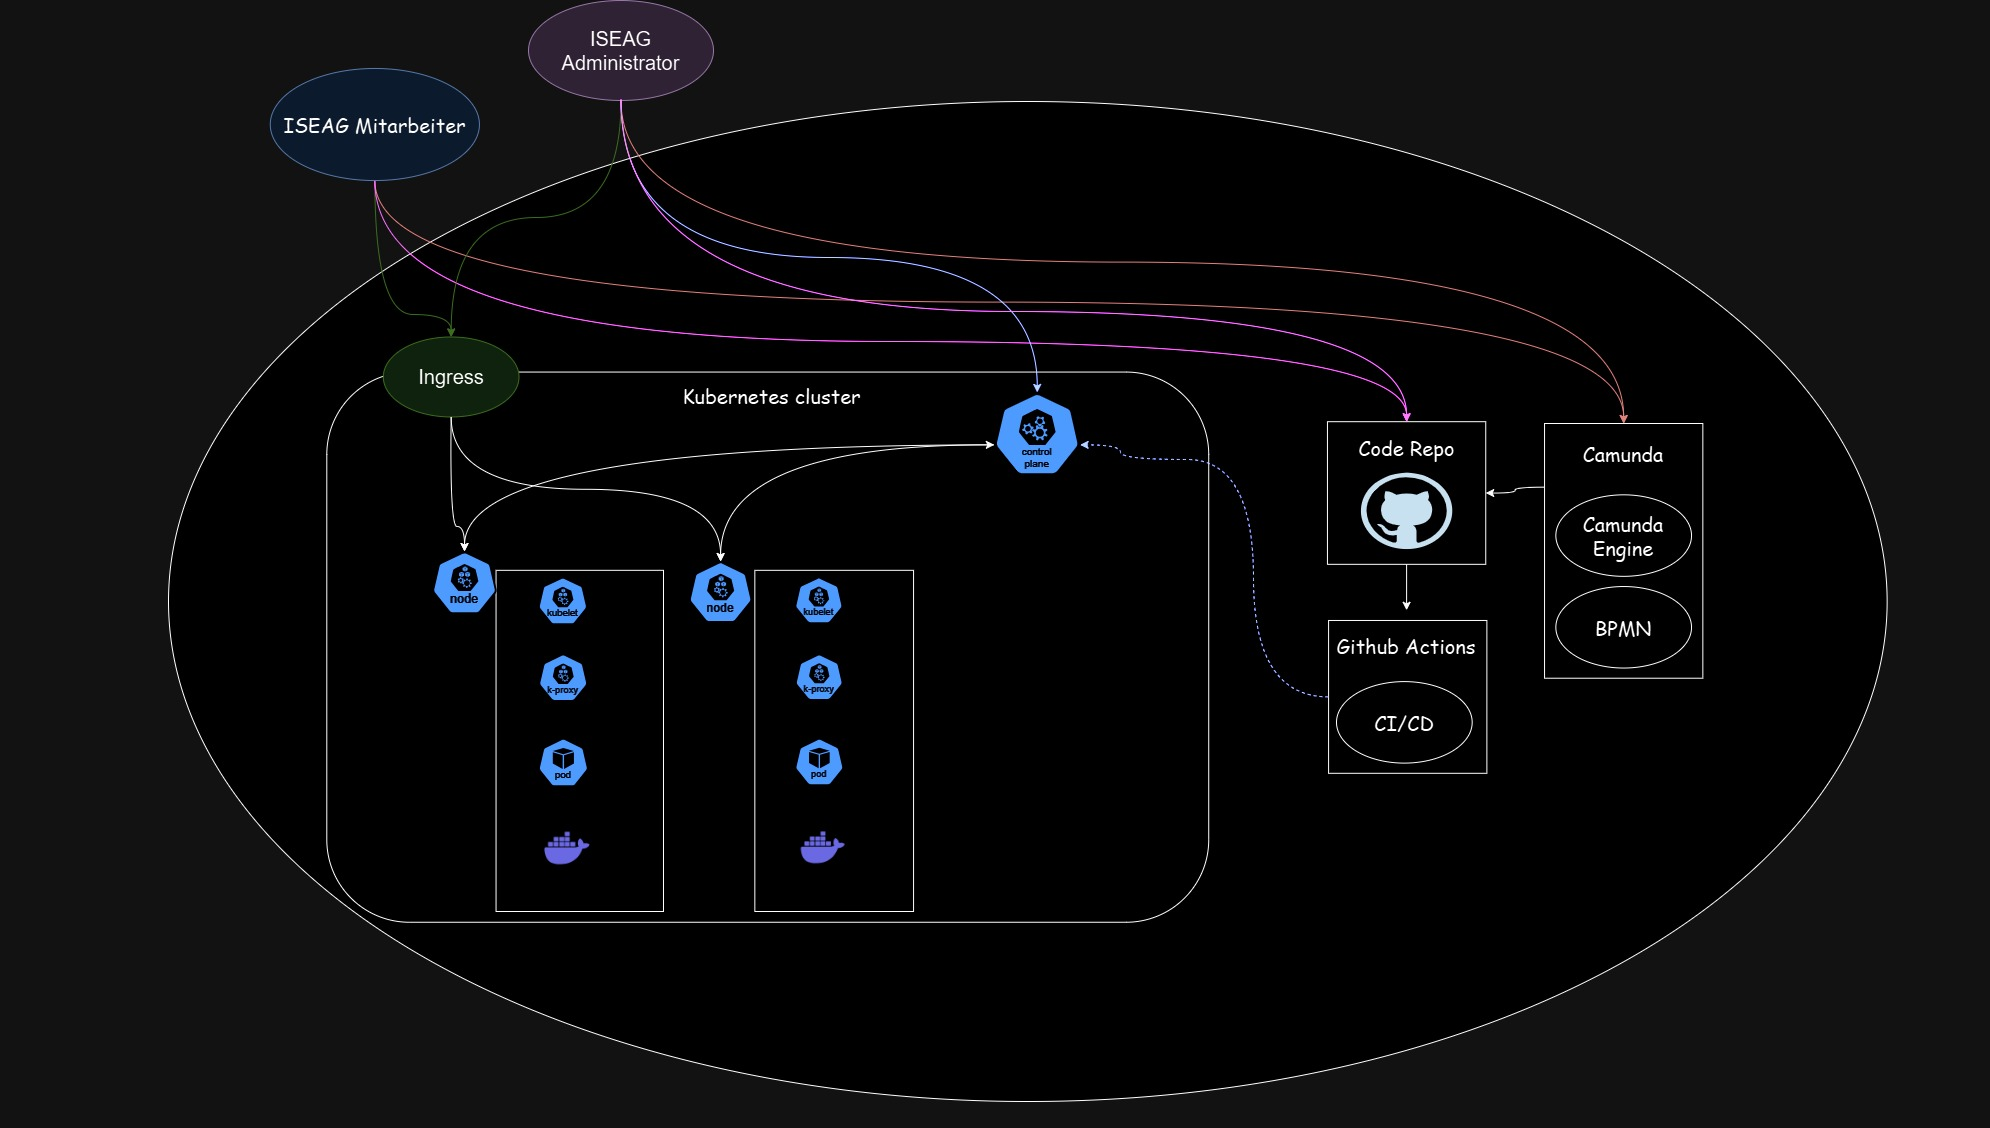 ISEAG
Administrator
ISEAG Mitarbeiter
Ingress
Kubernetes cluster
control
plane
node
kubelet
k-proxy
pod
node
kubelet
k-proxy
pod
Code Repo
Github Actions
CI/CD
Camunda
Camunda
Engine
BPMN